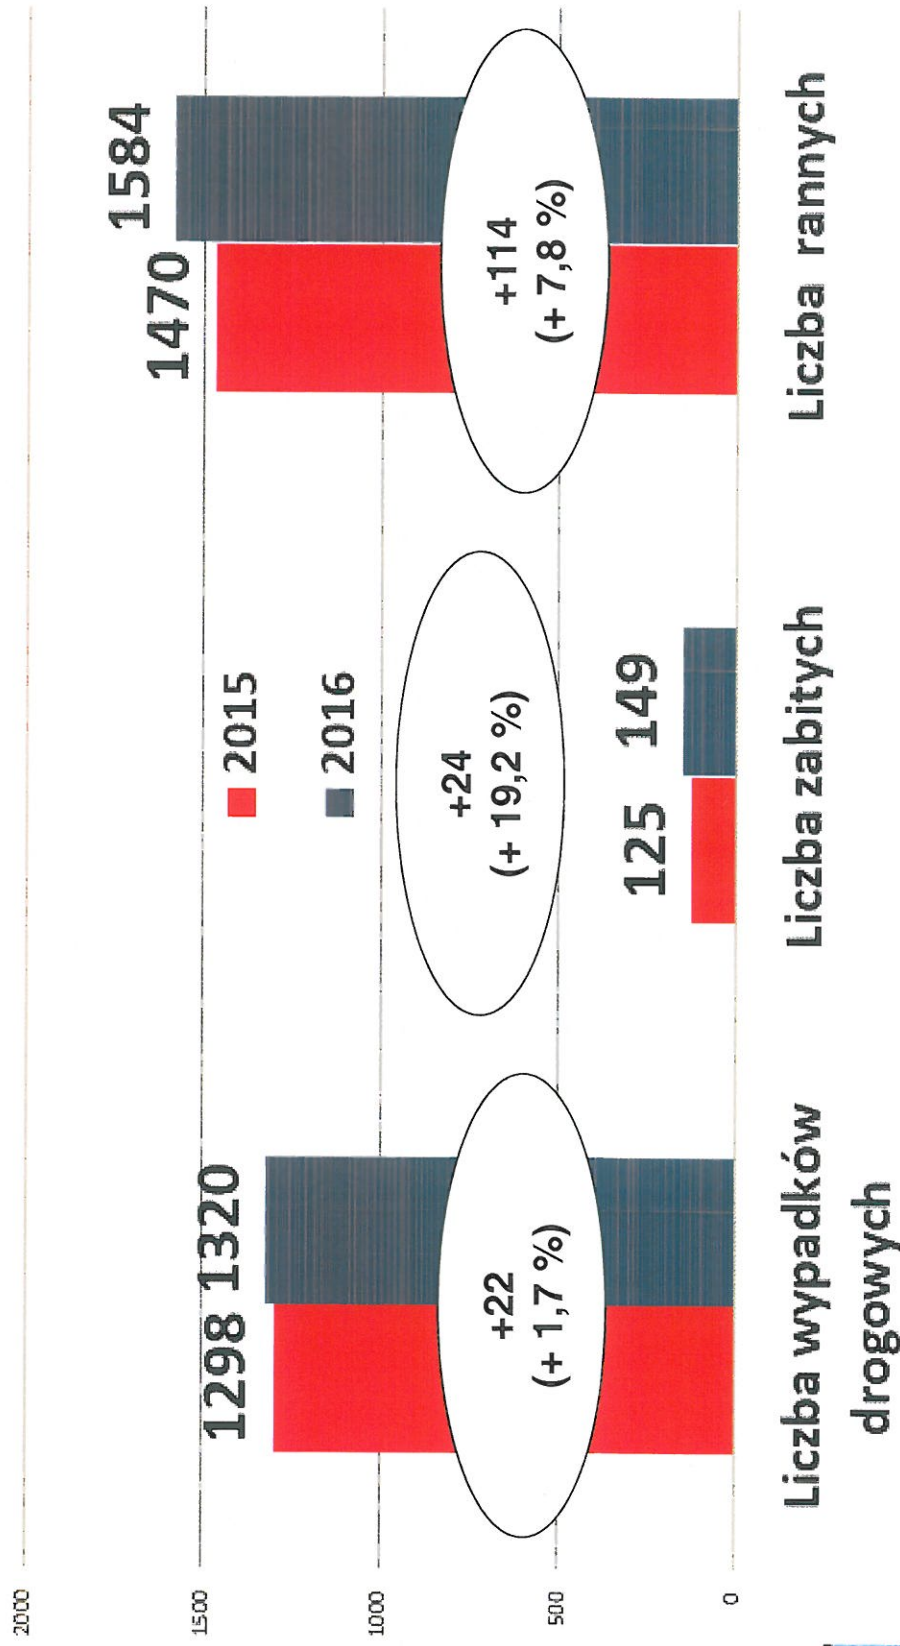 2000
1500
1000
500
0
1298
1320
+22
(+ 1,7 %)
Liczba wypadków
drogowych
2015
2016
+24
(+ 19,2 %)
125
149
Liczba zabitych
1470
1584
+114
(+ 7,8 %)
Liczba rannych